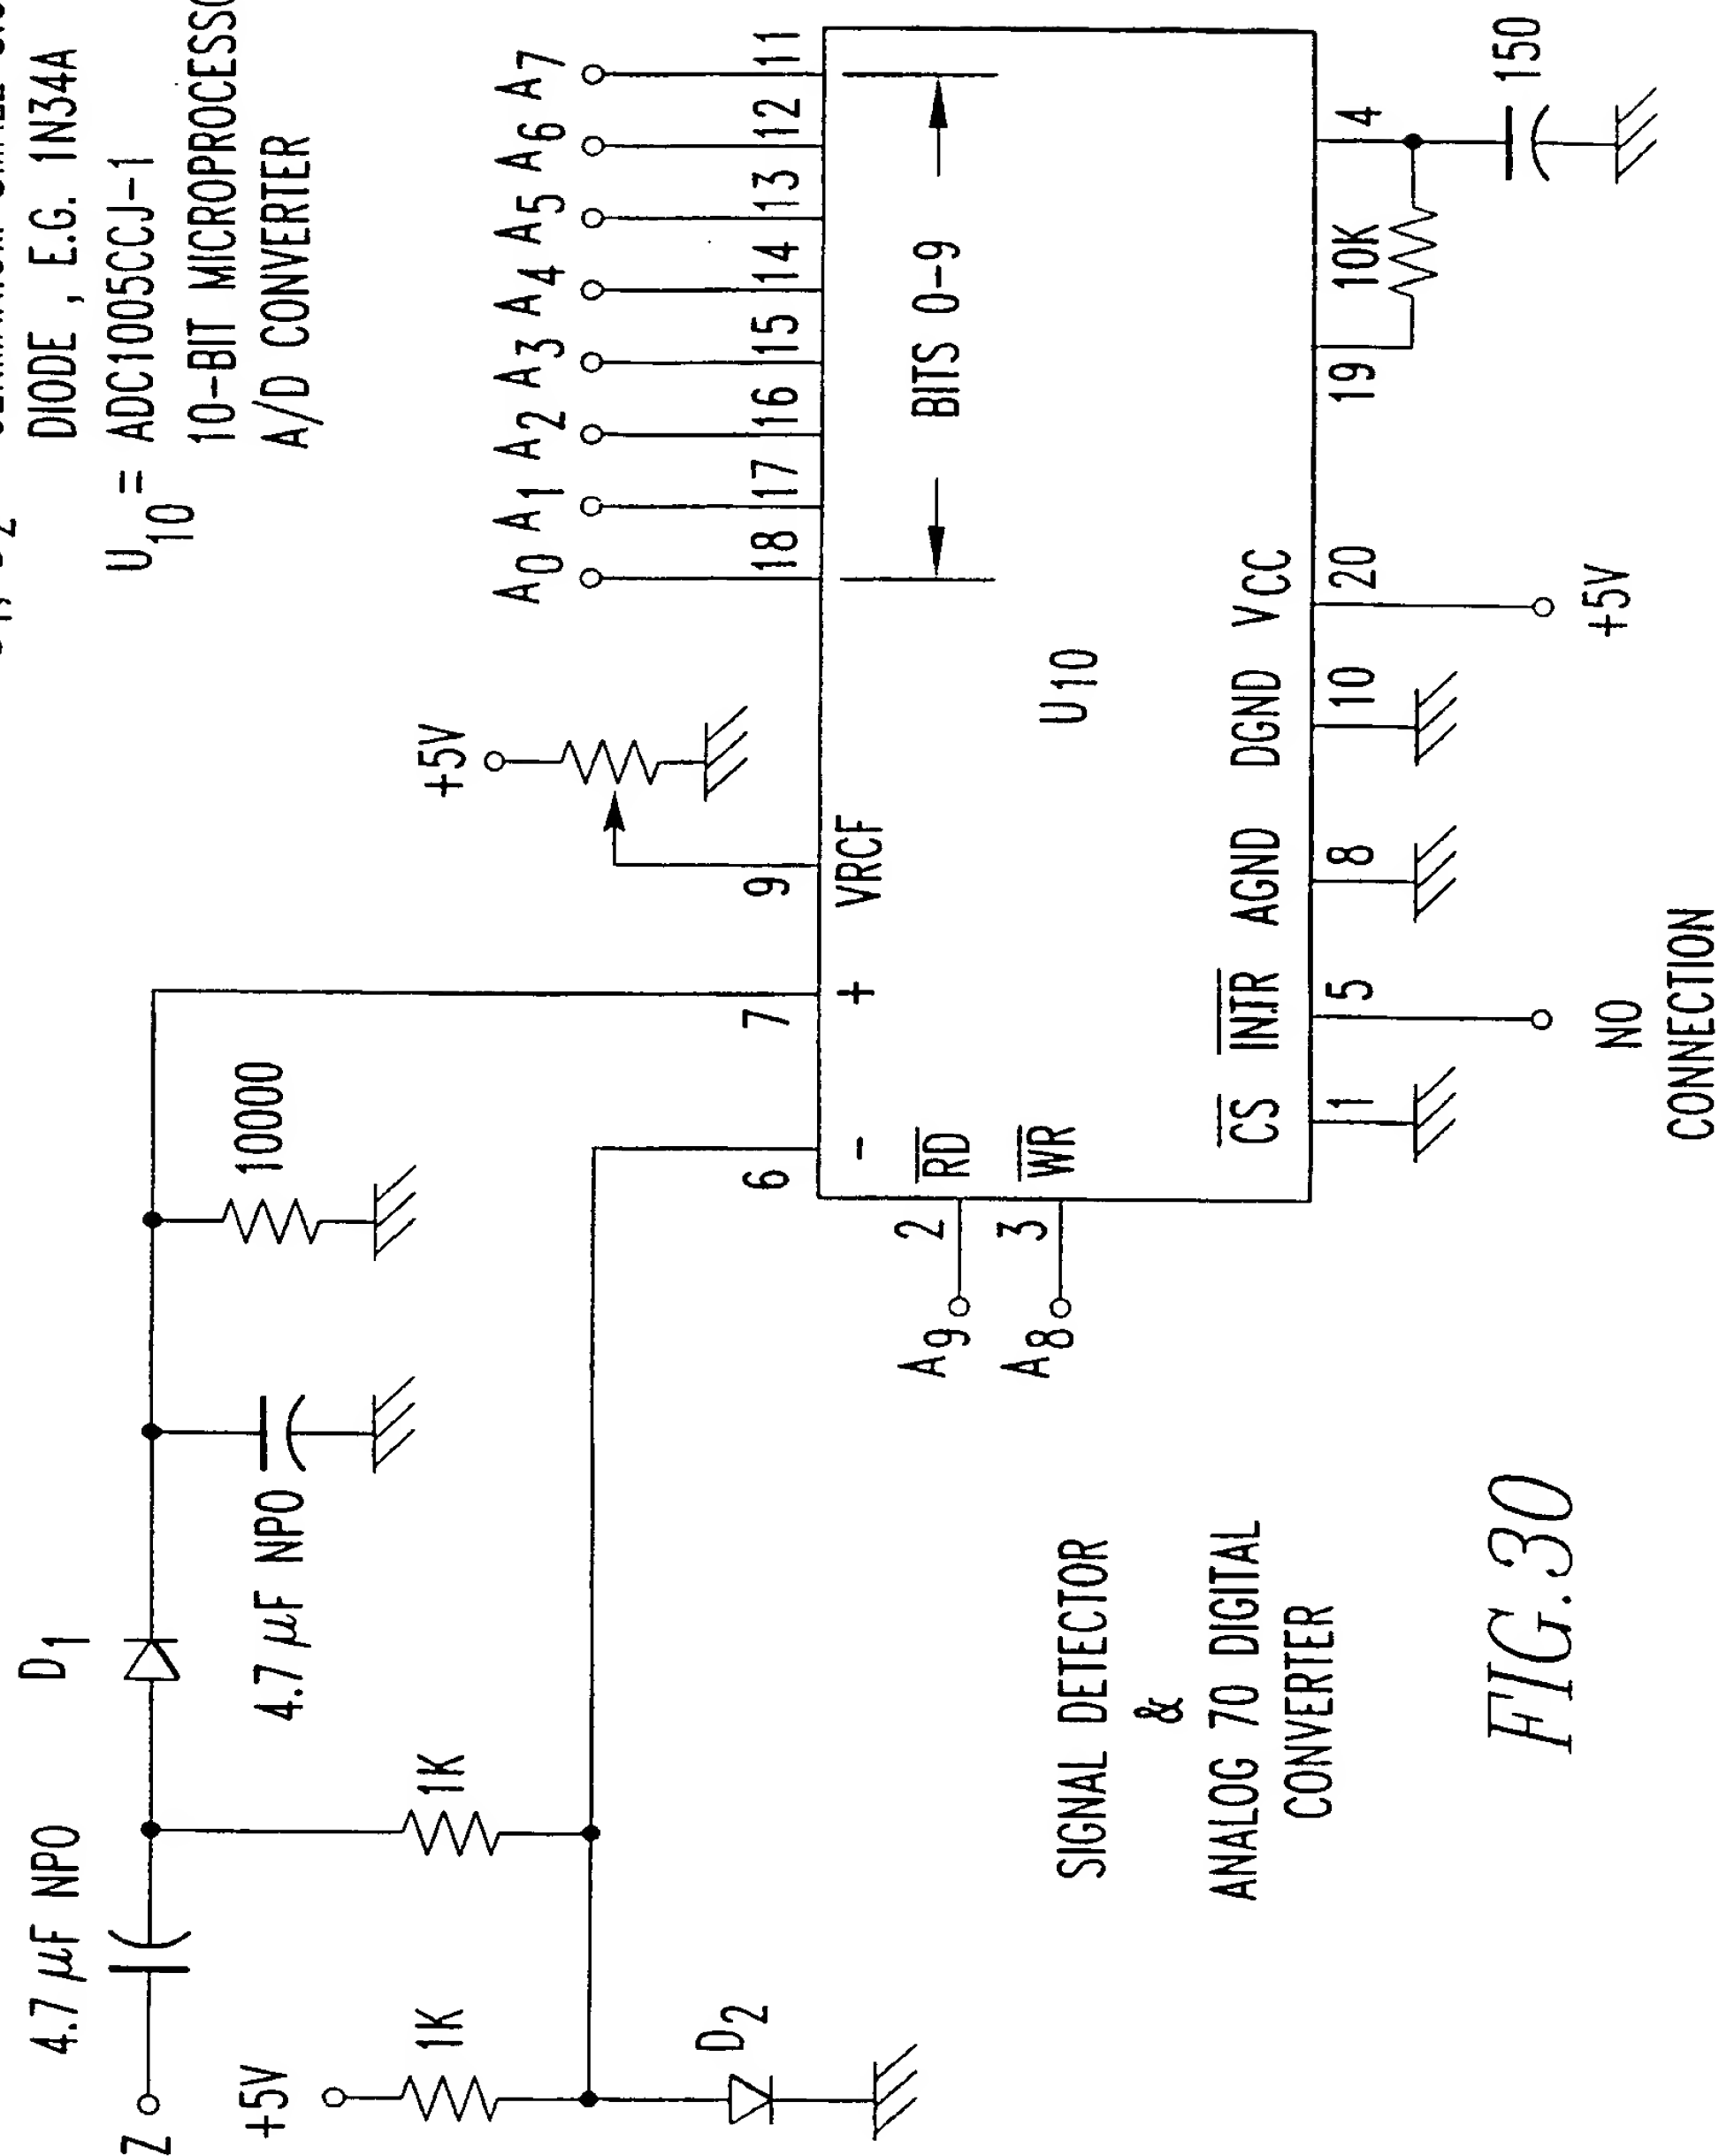 DIODE , E.G. 1N34A
U10 = ADC1005CCJ-1
10-BIT
A/D CONVERTER
4.7 μF NPO
D1
Z
+5V
1K
1K
D2
4.7 μF NPO
10000
+5V
A0 A1 A2 A3 A4 A5 A6 A7
6 7 9 18 17 16 15 14 13 12 11
- + VRCF
BITS 0-9
A9 2 RD
A8 3 WR
U10
CS INTR AGND DGND VCC
1 5 8 10 20 19 4
10K
150
NO
CONNECTION
+5V
SIGNAL DETECTOR
&
ANALOG 70 DIGITAL
CONVERTER
FIG.30